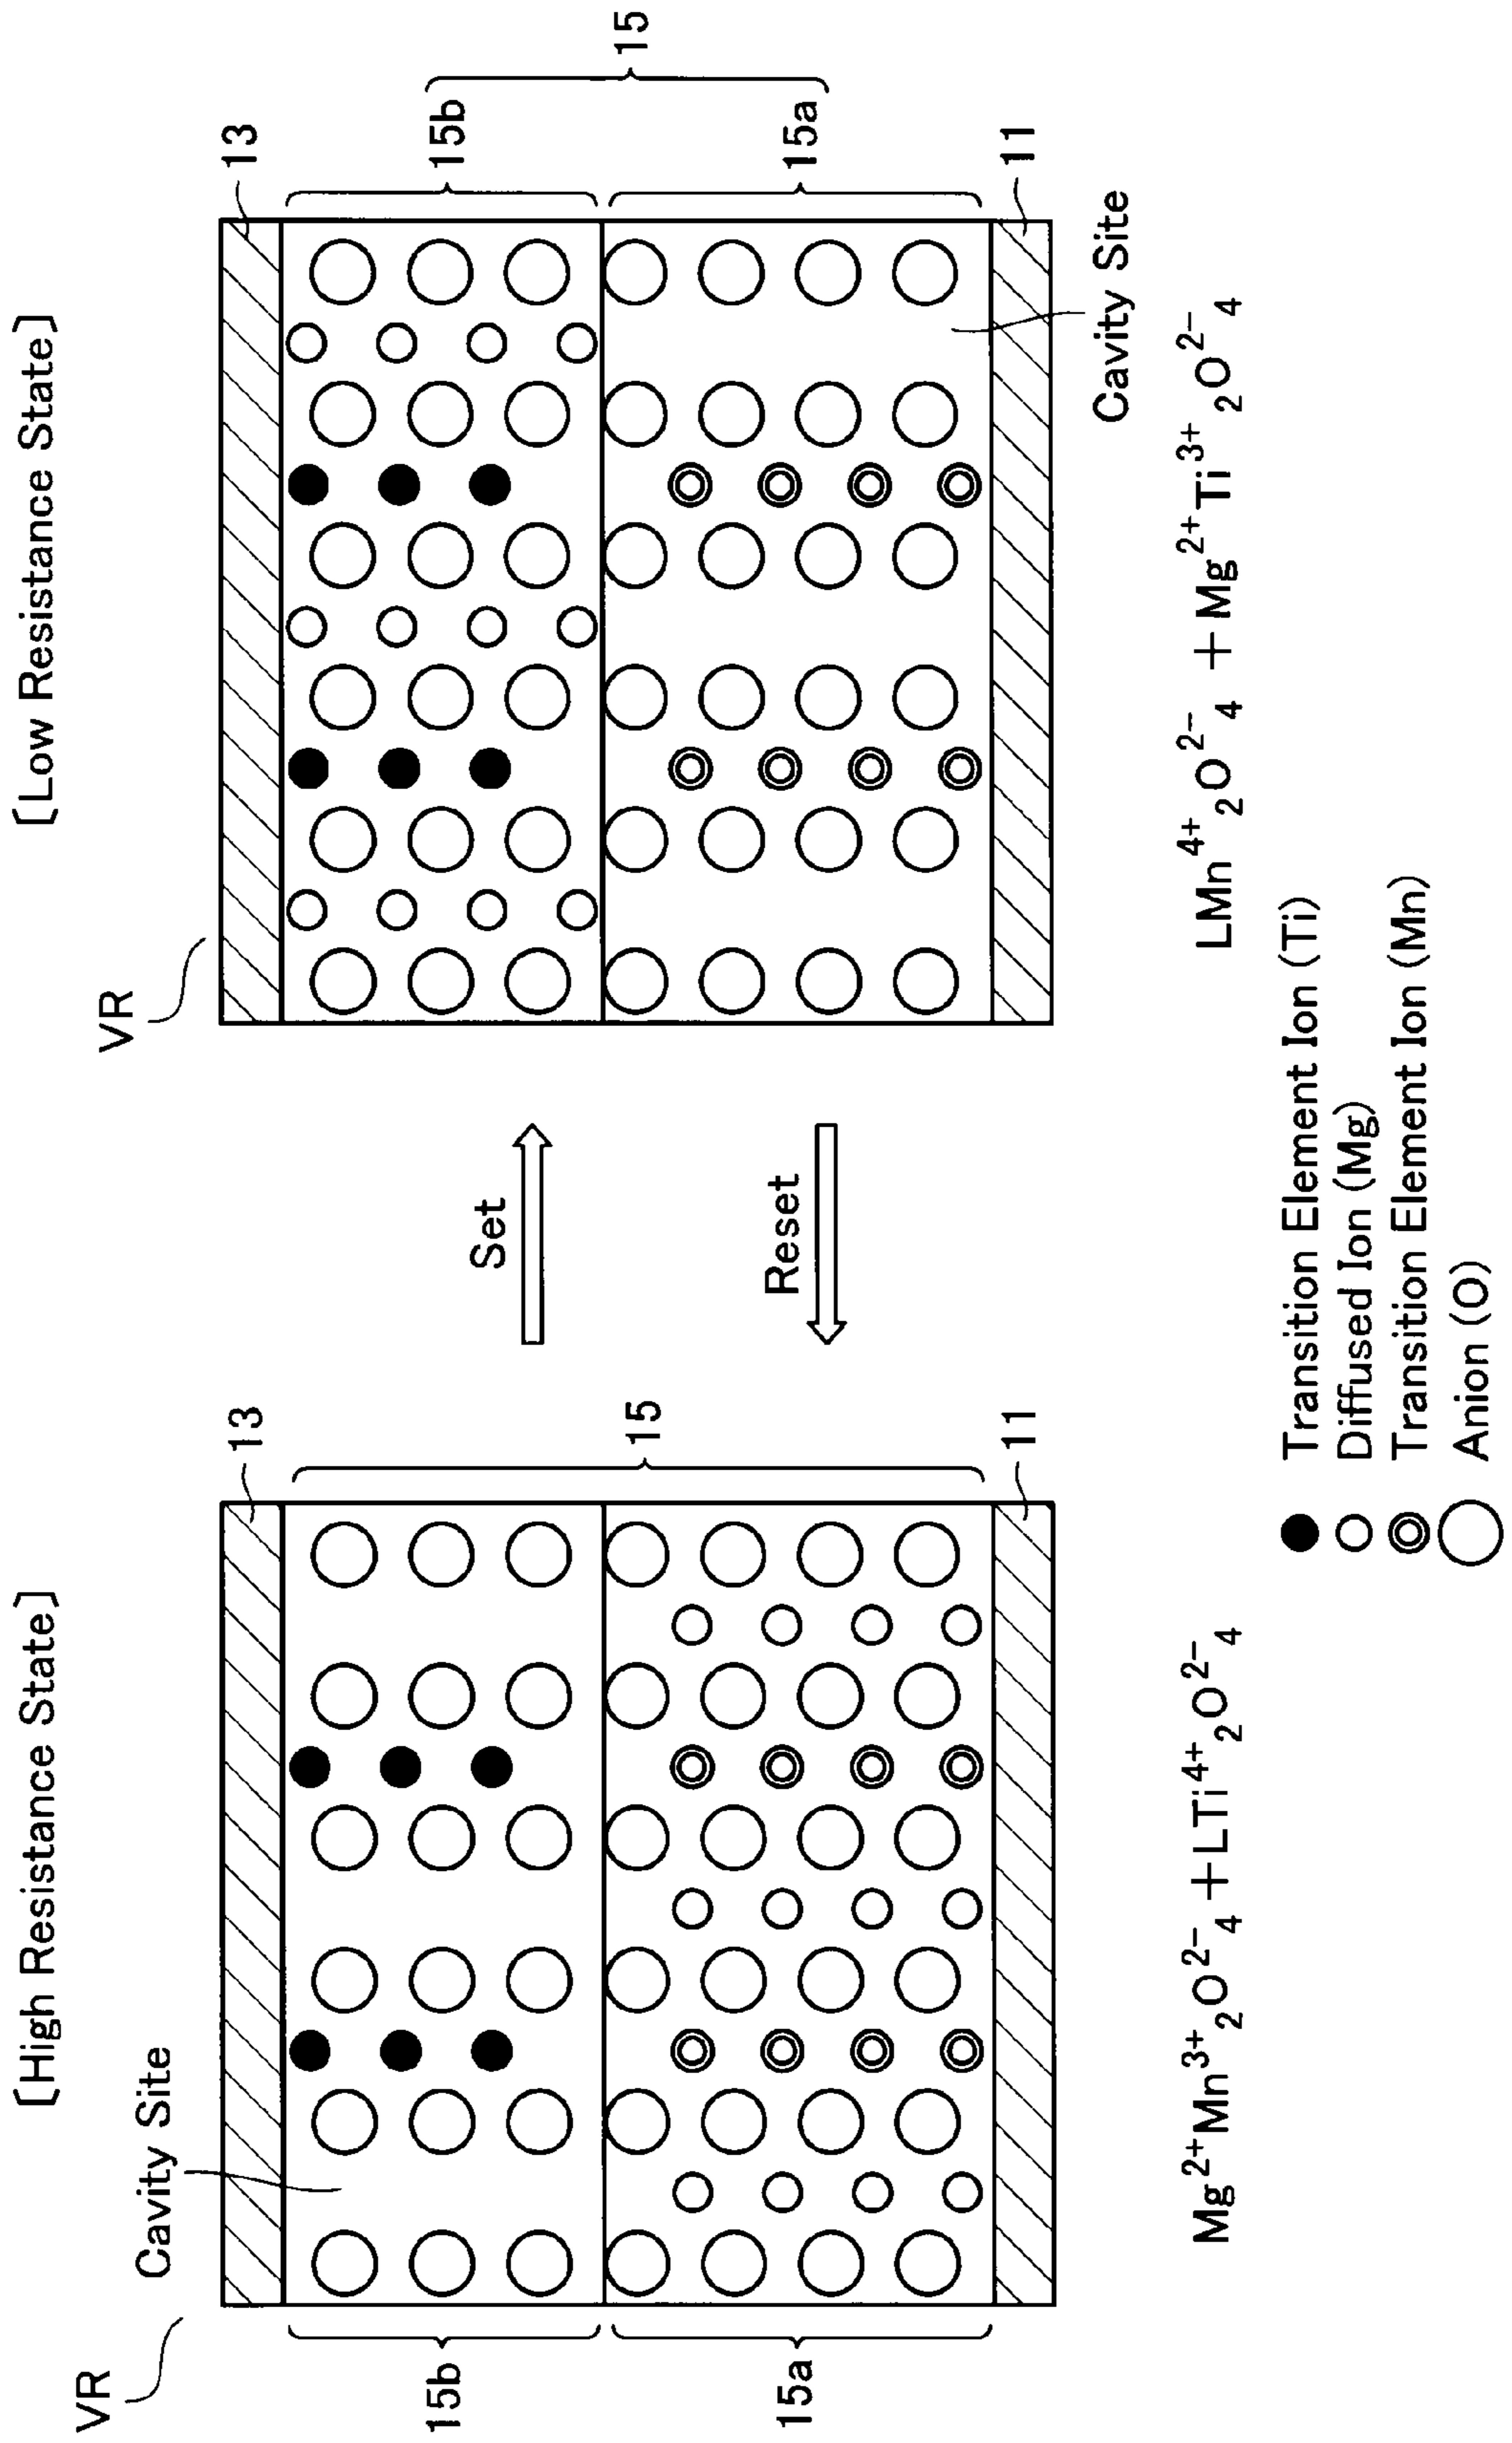 [High Resistance State]
[Low Resistance State]
VR
Cavity Site
13
15b
15
15a
11
Set
Reset
VR
13
15b
15
15a
11
Cavity Site
Mg²⁺Mn³⁺₂O²⁻₄+LTi⁴⁺₂O²⁻₄
LMn⁴⁺₂O²⁻₄+Mg²⁺Ti³⁺₂O²⁻₄
Transition Element Ion (Ti)
Diffused Ion (Mg)
Transition Element Ion (Mn)
Anion (O)